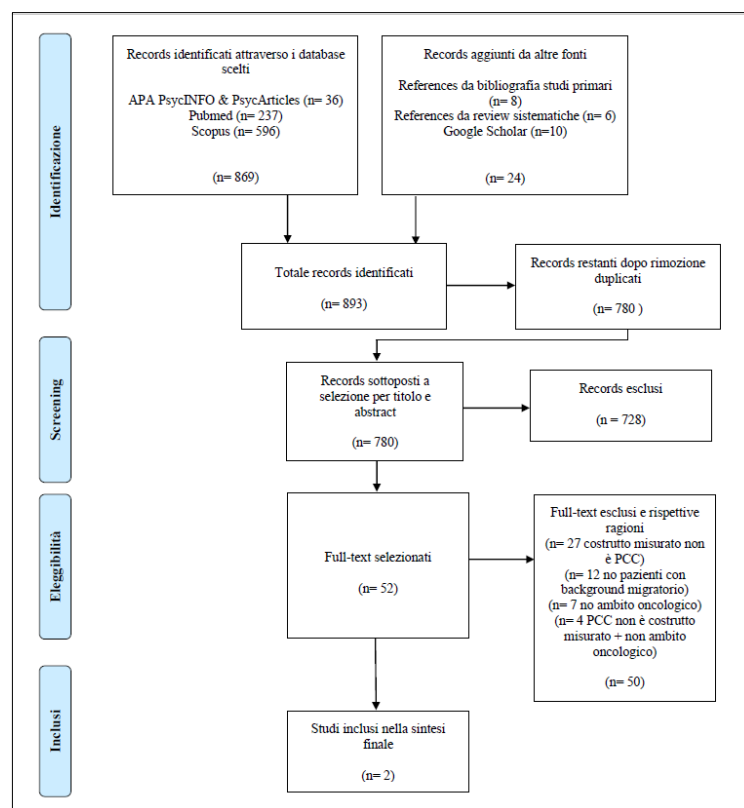 Identificazione
Records identificati attraverso i database
scelti
APA PsycINFO & PsycArticles (n= 36)
Pubmed (n= 237)
Scopus (n= 596)
(n= 869)
Records aggiunti da altre fonti
References da bibliografia studi primari
(n= 8)
References da review sistematiche (n= 6)
Google Scholar (n=10)
(n= 24)
Totale records identificati
(n= 893)
Records restanti dopo rimozione
duplicati
(n= 780 )
Screening
Records sottoposti a
selezione per titolo e
abstract
(n= 780)
Records esclusi
(n = 728)
Eleggibilità
Full-text selezionati
(n= 52)
Full-text esclusi e rispettive
ragioni
(n= 27 costrutto misurato non
è PCC)
(n= 12 no pazienti con
background migratorio)
(n= 7 no ambito oncologico)
(n= 4 PCC non è costrutto
misurato + non ambito
oncologico)
(n= 50)
Inclusi
Studi inclusi nella sintesi
finale
(n= 2)